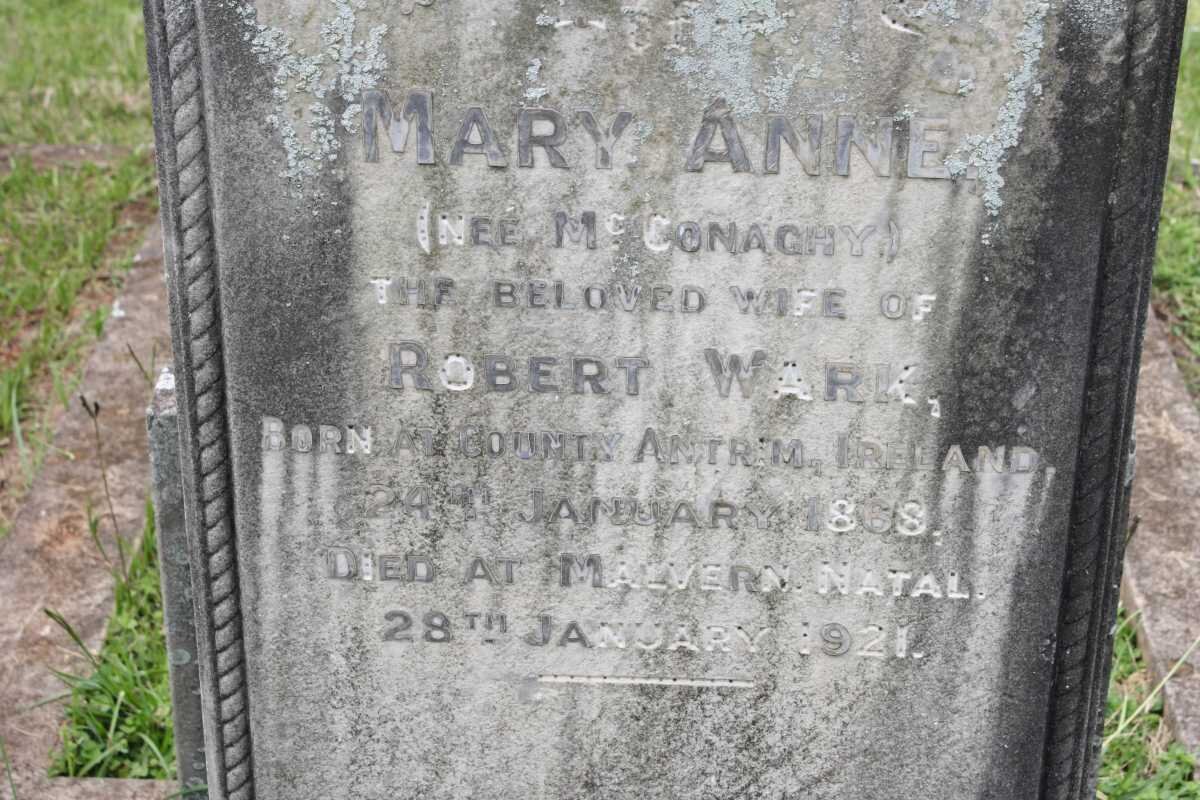 MARY ANNE.
(NEÉ McCONAGHY)
THE BELOVED WIFE OF
ROBERT WARK,
BORN AT COUNTY ANTRIM, IRELAND,
24TH JANUARY 1868,
DIED AT MALVERN. NATAL.
28TH JANUARY 1921.